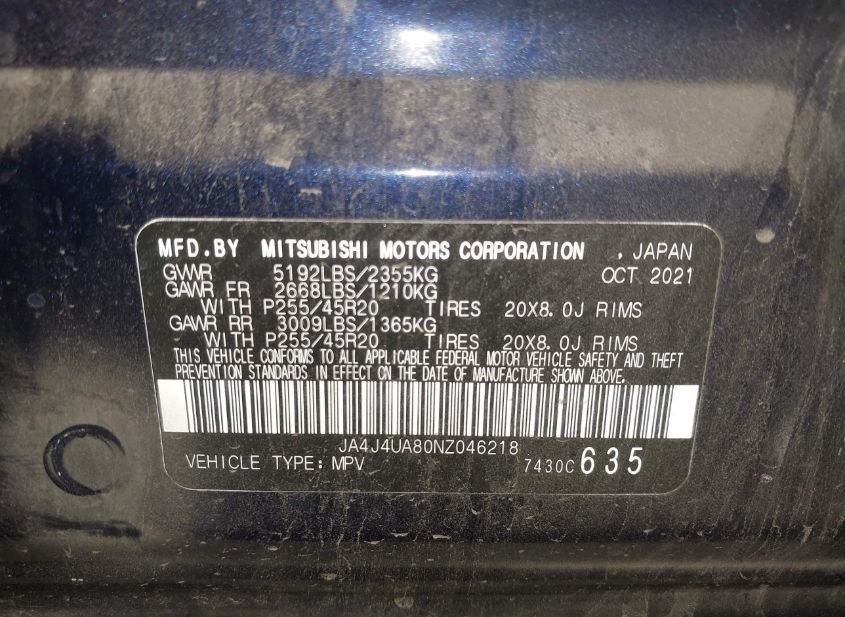 MFD.BY MITSUBISHI MOTORS CORPORATION , JAPAN
GVWR 5192LBS/2355KG OCT 2021
GAWR FR 2668LBS/1210KG
WITH P255/45R20 TIRES 20X8.0J RIMS
GAWR RR 3009LBS/1365KG
WITH P255/45R20 TIRES 20X8.0J RIMS
THIS VEHICLE CONFORMS TO ALL APPLICABLE FEDERAL MOTOR VEHICLE SAFETY AND THEFT
PREVENTION STANDARDS IN EFFECT ON THE DATE OF MANUFACTURE SHOWN ABOVE.
JA4J4UA80NZ046218
VEHICLE TYPE: MPV 7430C 635